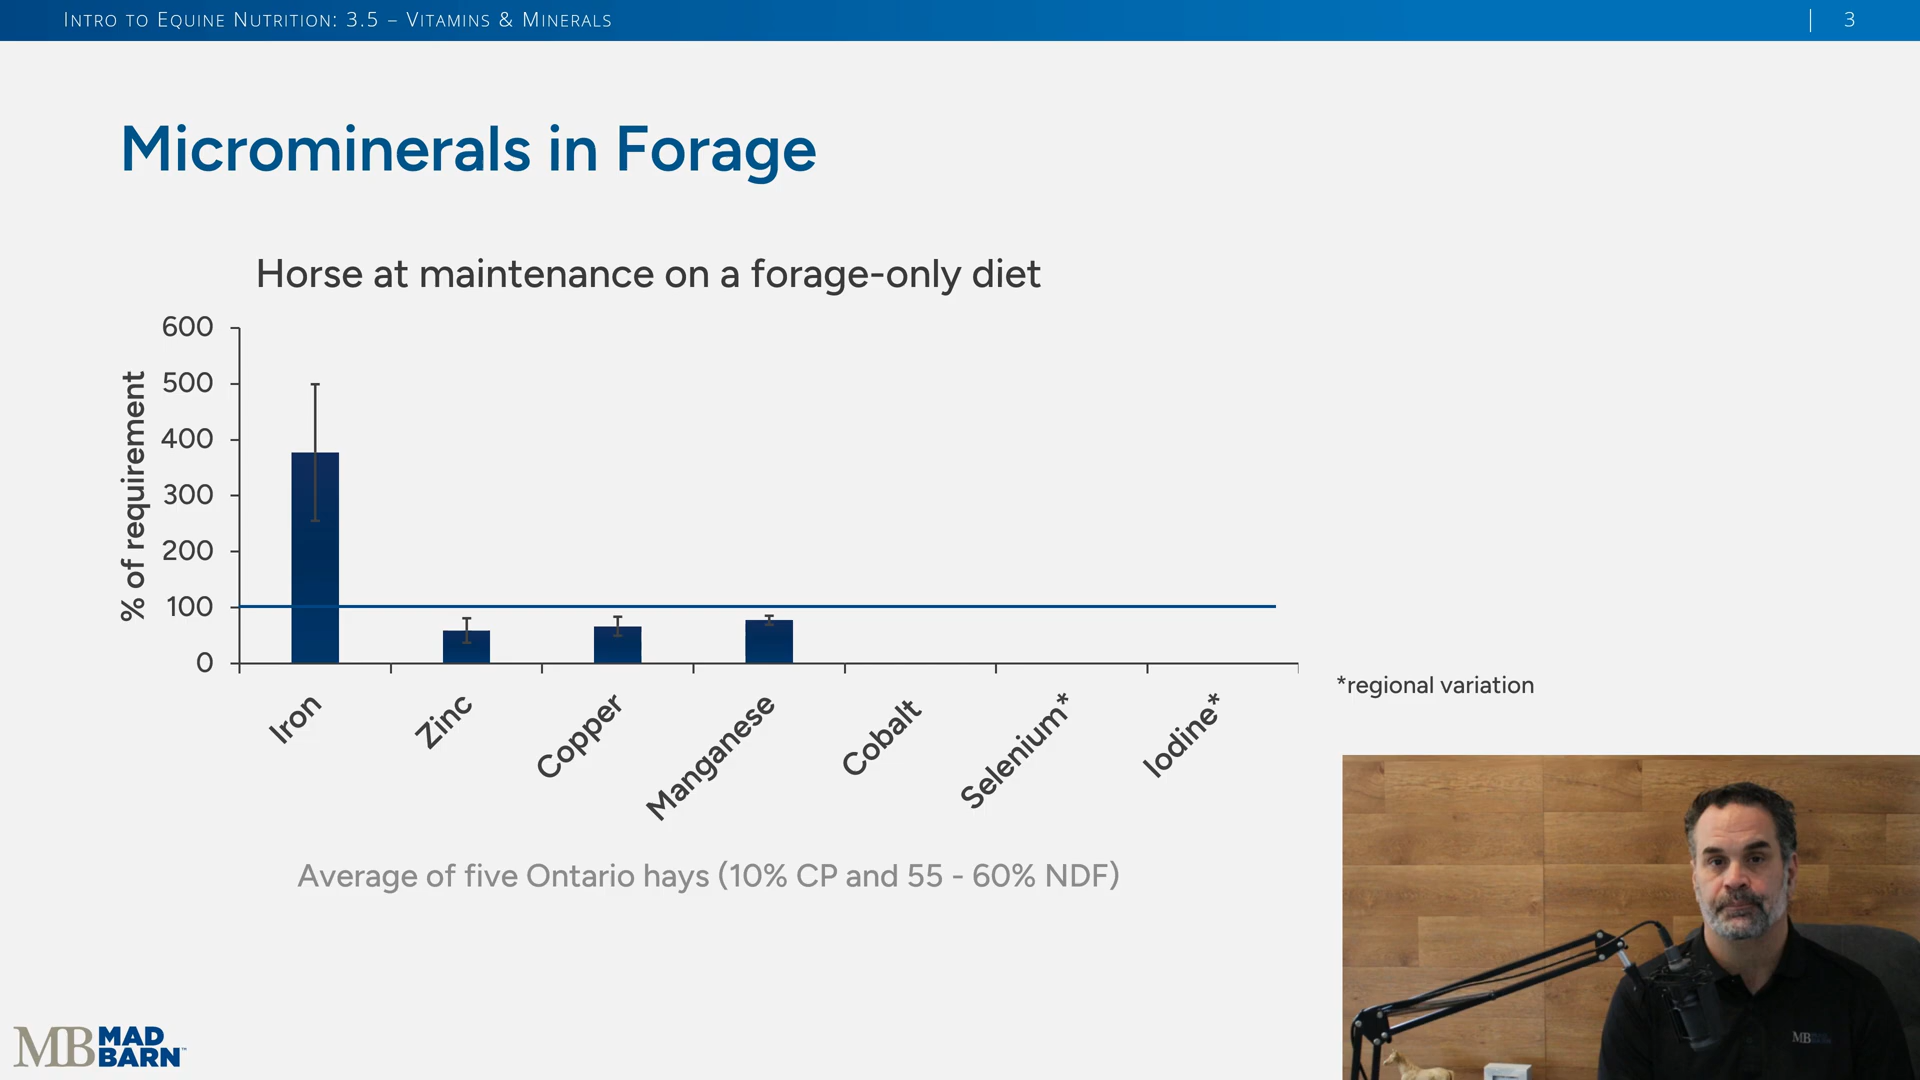 INTRO TO EQUINE NUTRITION: 3.5 – VITAMINS & MINERALS
3
Microminerals in Forage
Horse at maintenance on a forage-only diet
% of requirement
600
500
400
300
200
100
0
Iron
Zinc
Copper
Manganese
Cobalt
Selenium*
Iodine*
*regional variation
Average of five Ontario hays (10% CP and 55 - 60% NDF)
MB MAD
BARN™
MB